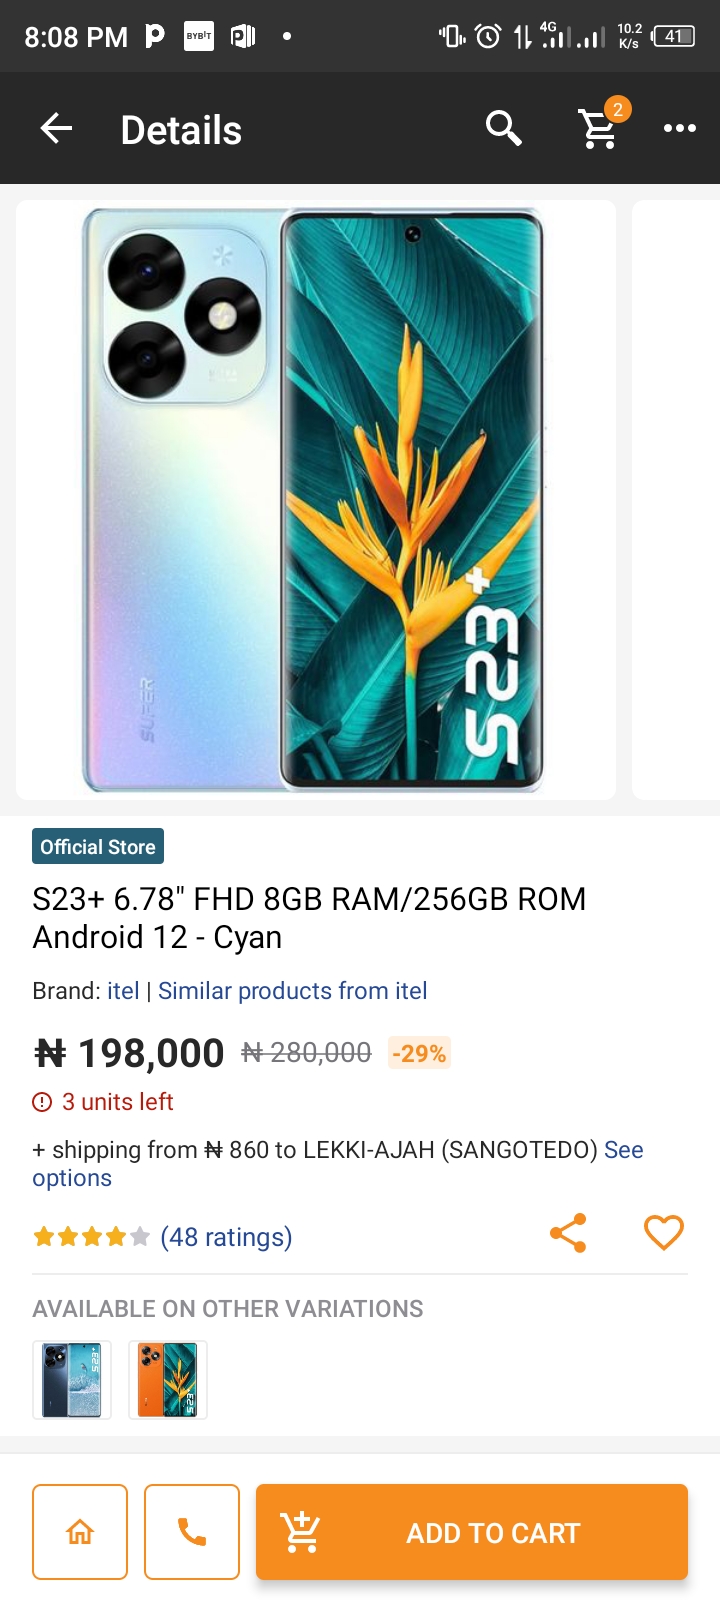 8:08 PM
BYBIT
4G
10.2
K/s
41
Details
2
SUPER
S23+
Official Store
S23+ 6.78" FHD 8GB RAM/256GB ROM
Android 12 - Cyan
Brand: itel | Similar products from itel
₦ 198,000 ₦ 280,000 -29%
3 units left
+ shipping from ₦ 860 to LEKKI-AJAH (SANGOTEDO) See
options
(48 ratings)
AVAILABLE ON OTHER VARIATIONS
S23+
S23
ADD TO CART